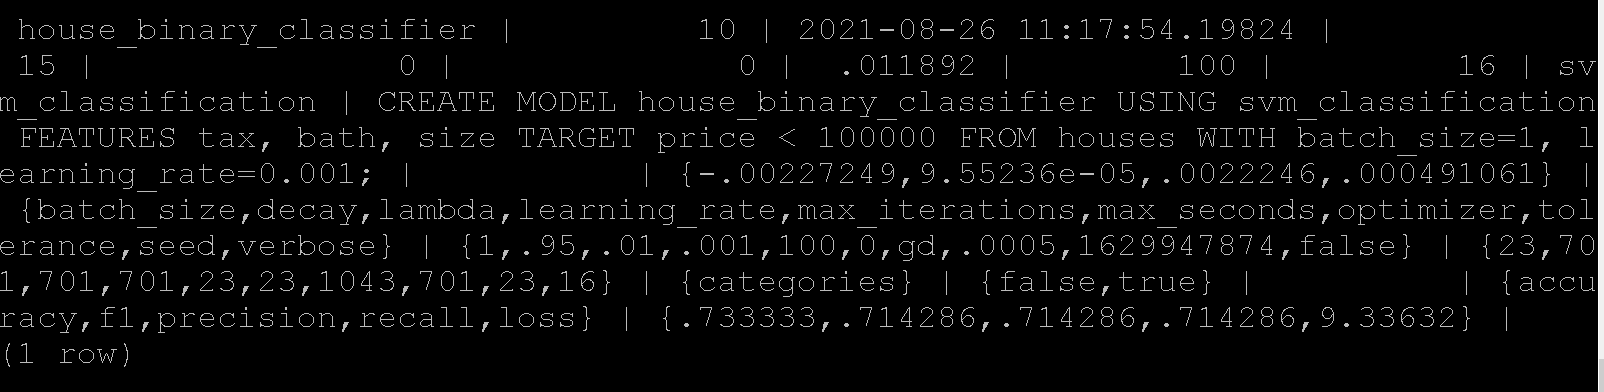 house_binary_classifier |         10 | 2021-08-26 11:17:54.19824 |
15 |               0 |              0 |  .011892 |        100 |         16 | sv
m_classification | CREATE MODEL house_binary_classifier USING svm_classification
FEATURES tax, bath, size TARGET price < 100000 FROM houses WITH batch_size=1, l
earning_rate=0.001; |           | {-.00227249,9.55236e-05,.0022246,.000491061} |
{batch_size,decay,lambda,learning_rate,max_iterations,max_seconds,optimizer,tol
erance,seed,verbose} | {1,.95,.01,.001,100,0,gd,.0005,1629947874,false} | {23,70
1,701,701,23,23,1043,701,23,16} | {categories} | {false,true} |          | {accu
racy,f1,precision,recall,loss} | {.733333,.714286,.714286,.714286,9.33632} |
(1 row)